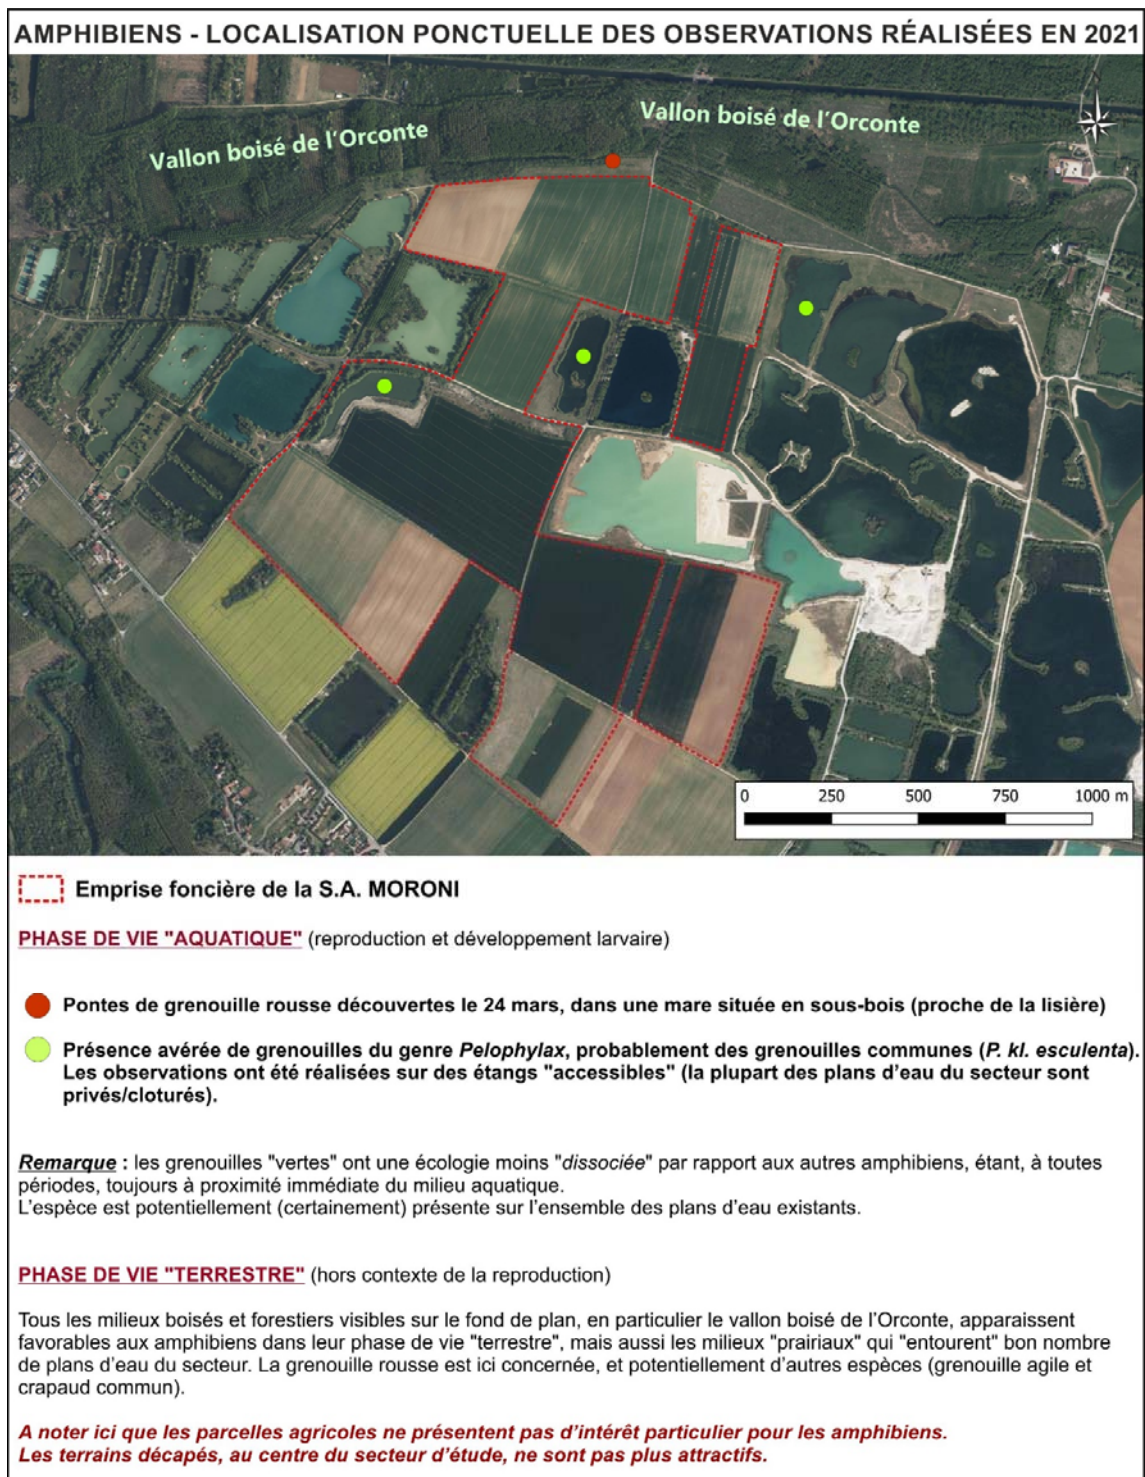 AMPHIBIENS - LOCALISATION PONCTUELLE DES OBSERVATIONS RÉALISÉES EN 2021
Vallon boisé de l'Orconte
Vallon boisé de l'Orconte
0 250 500 750 1000 m
Emprise foncière de la S.A. MORONI
PHASE DE VIE "AQUATIQUE" (reproduction et développement larvaire)
Pontes de grenouille rousse découvertes le 24 mars, dans une mare située en sous-bois (proche de la lisière)
Présence avérée de grenouilles du genre Pelophylax, probablement des grenouilles communes (P. kl. esculenta).
Les observations ont été réalisées sur des étangs "accessibles" (la plupart des plans d'eau du secteur sont
privés/cloturés).
Remarque : les grenouilles "vertes" ont une écologie moins "dissociée" par rapport aux autres amphibiens, étant, à toutes
périodes, toujours à proximité immédiate du milieu aquatique.
L'espèce est potentiellement (certainement) présente sur l'ensemble des plans d'eau existants.
PHASE DE VIE "TERRESTRE" (hors contexte de la reproduction)
Tous les milieux boisés et forestiers visibles sur le fond de plan, en particulier le vallon boisé de l'Orconte, apparaissent
favorables aux amphibiens dans leur phase de vie "terrestre", mais aussi les milieux "prairiaux" qui "entourent" bon nombre
de plans d'eau du secteur. La grenouille rousse est ici concernée, et potentiellement d'autres espèces (grenouille agile et
crapaud commun).
A noter ici que les parcelles agricoles ne présentent pas d'intérêt particulier pour les amphibiens.
Les terrains décapés, au centre du secteur d'étude, ne sont pas plus attractifs.